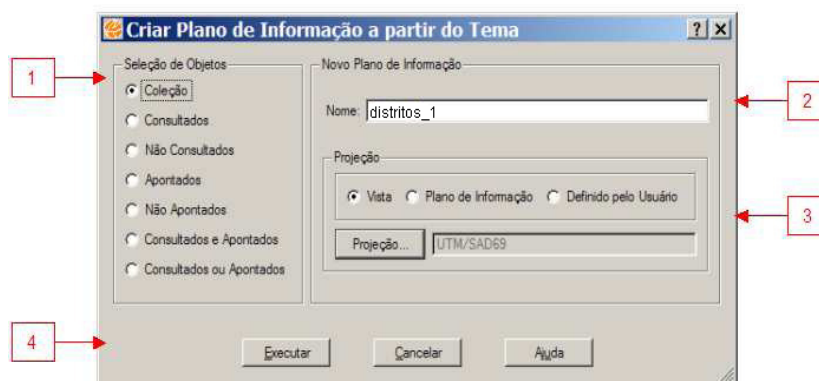 Criar Plano de Informação a partir do Tema
1
Seleção de Objetos
Coleção
Consultados
Não Consultados
Apontados
Não Apontados
Consultados e Apontados
Consultados ou Apontados
Novo Plano de Informação
Nome: distritos_1
2
Projeção
Vista Plano de Informação Definido pelo Usuário
Projeção... UTM/SAD69
3
4
Executar Cancelar Ajuda